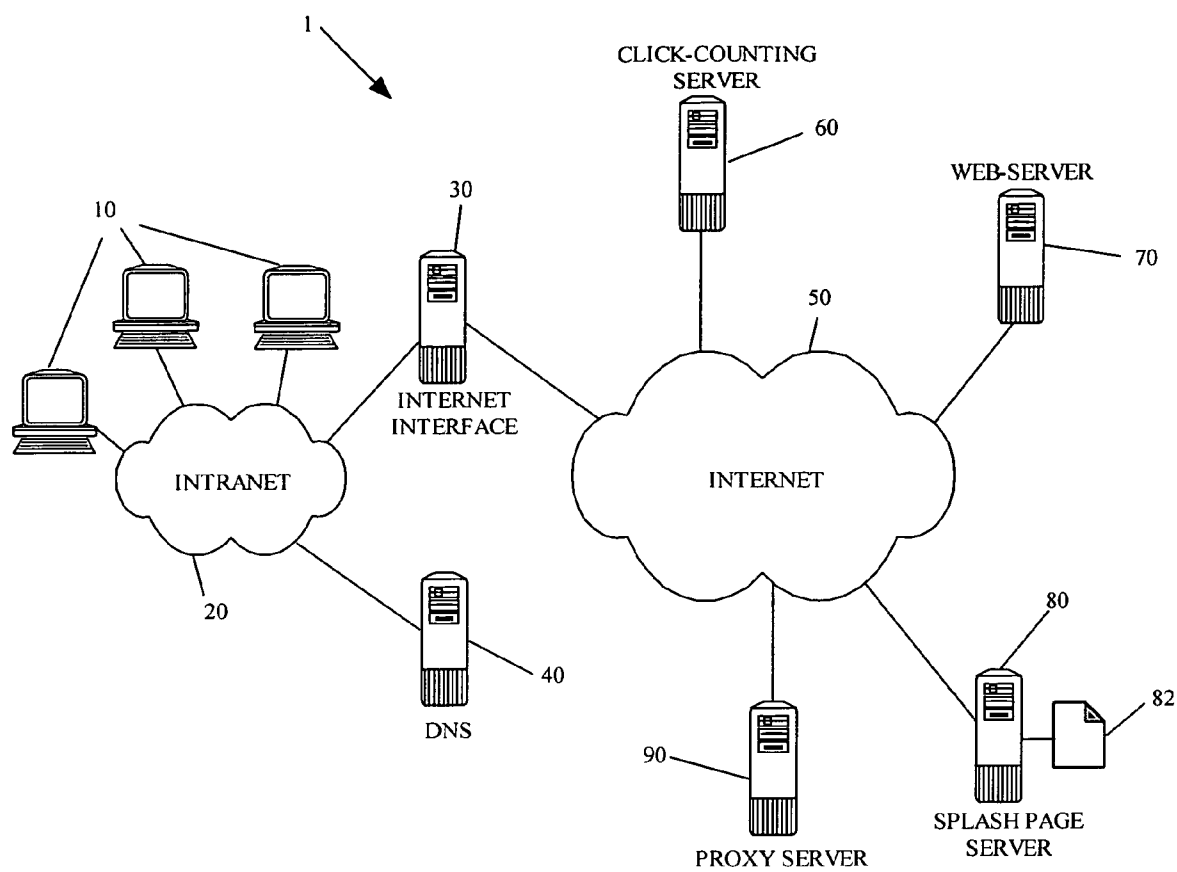 1
CLICK-COUNTING
SERVER
60
WEB-SERVER
30
10
70
50
INTERNET
INTERFACE
INTRANET
INTERNET
20
80
40
82
DNS
90
SPLASH PAGE
SERVER
PROXY SERVER